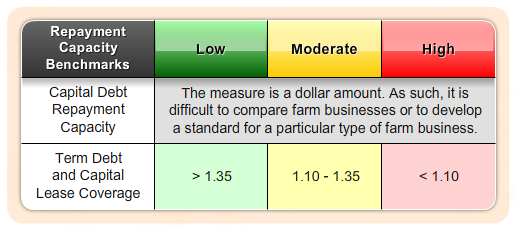 Repayment
Capacity
Benchmarks
Low
Moderate
High
Capital Debt
Repayment
Capacity
The measure is a dollar amount. As such, it is
difficult to compare farm businesses or to develop
a standard for a particular type of farm business.
Term Debt
and Capital
Lease Coverage
> 1.35
1.10 - 1.35
< 1.10